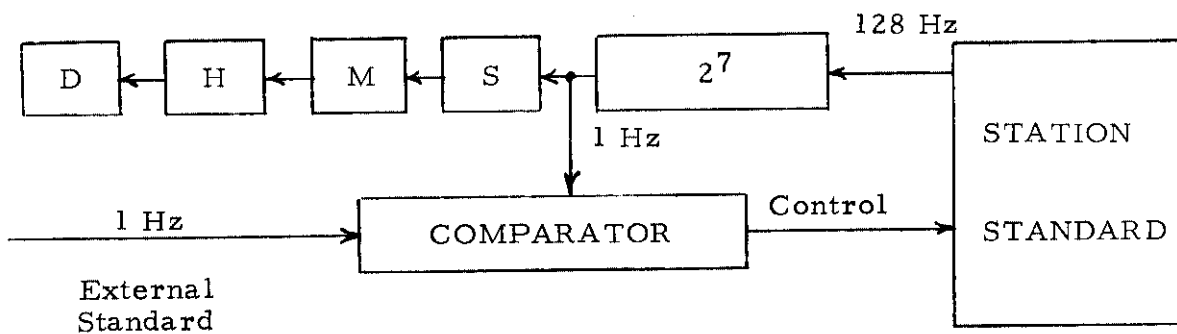 128 Hz
D
H
M
S
2^7
STATION
STANDARD
1 Hz
1 Hz
COMPARATOR
Control
External
Standard